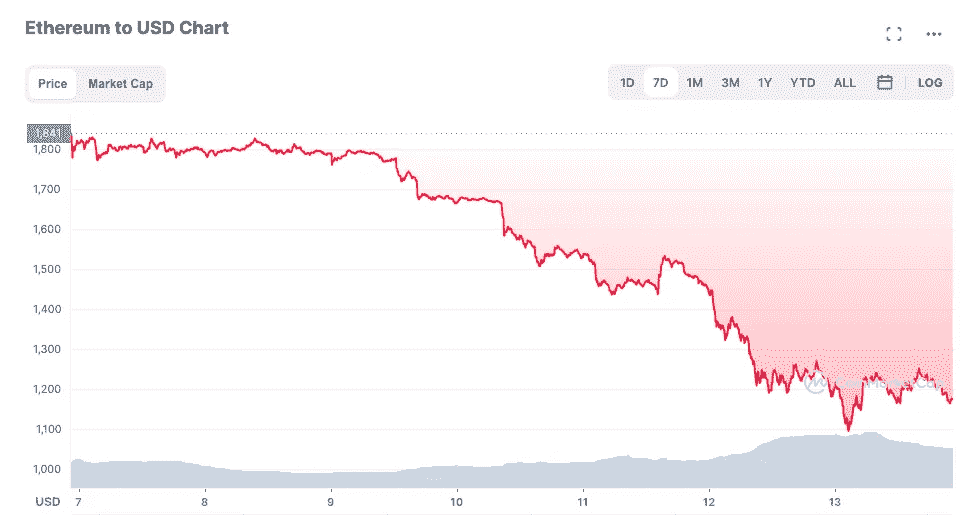 Ethereum to USD Chart
Price Market Cap
1D 7D 1M 3M 1Y YTD ALL LOG
1,841
1,800
1,700
1,600
1,500
1,400
1,300
1,200
1,100
1,000
USD 7 8 9 10 11 12 13